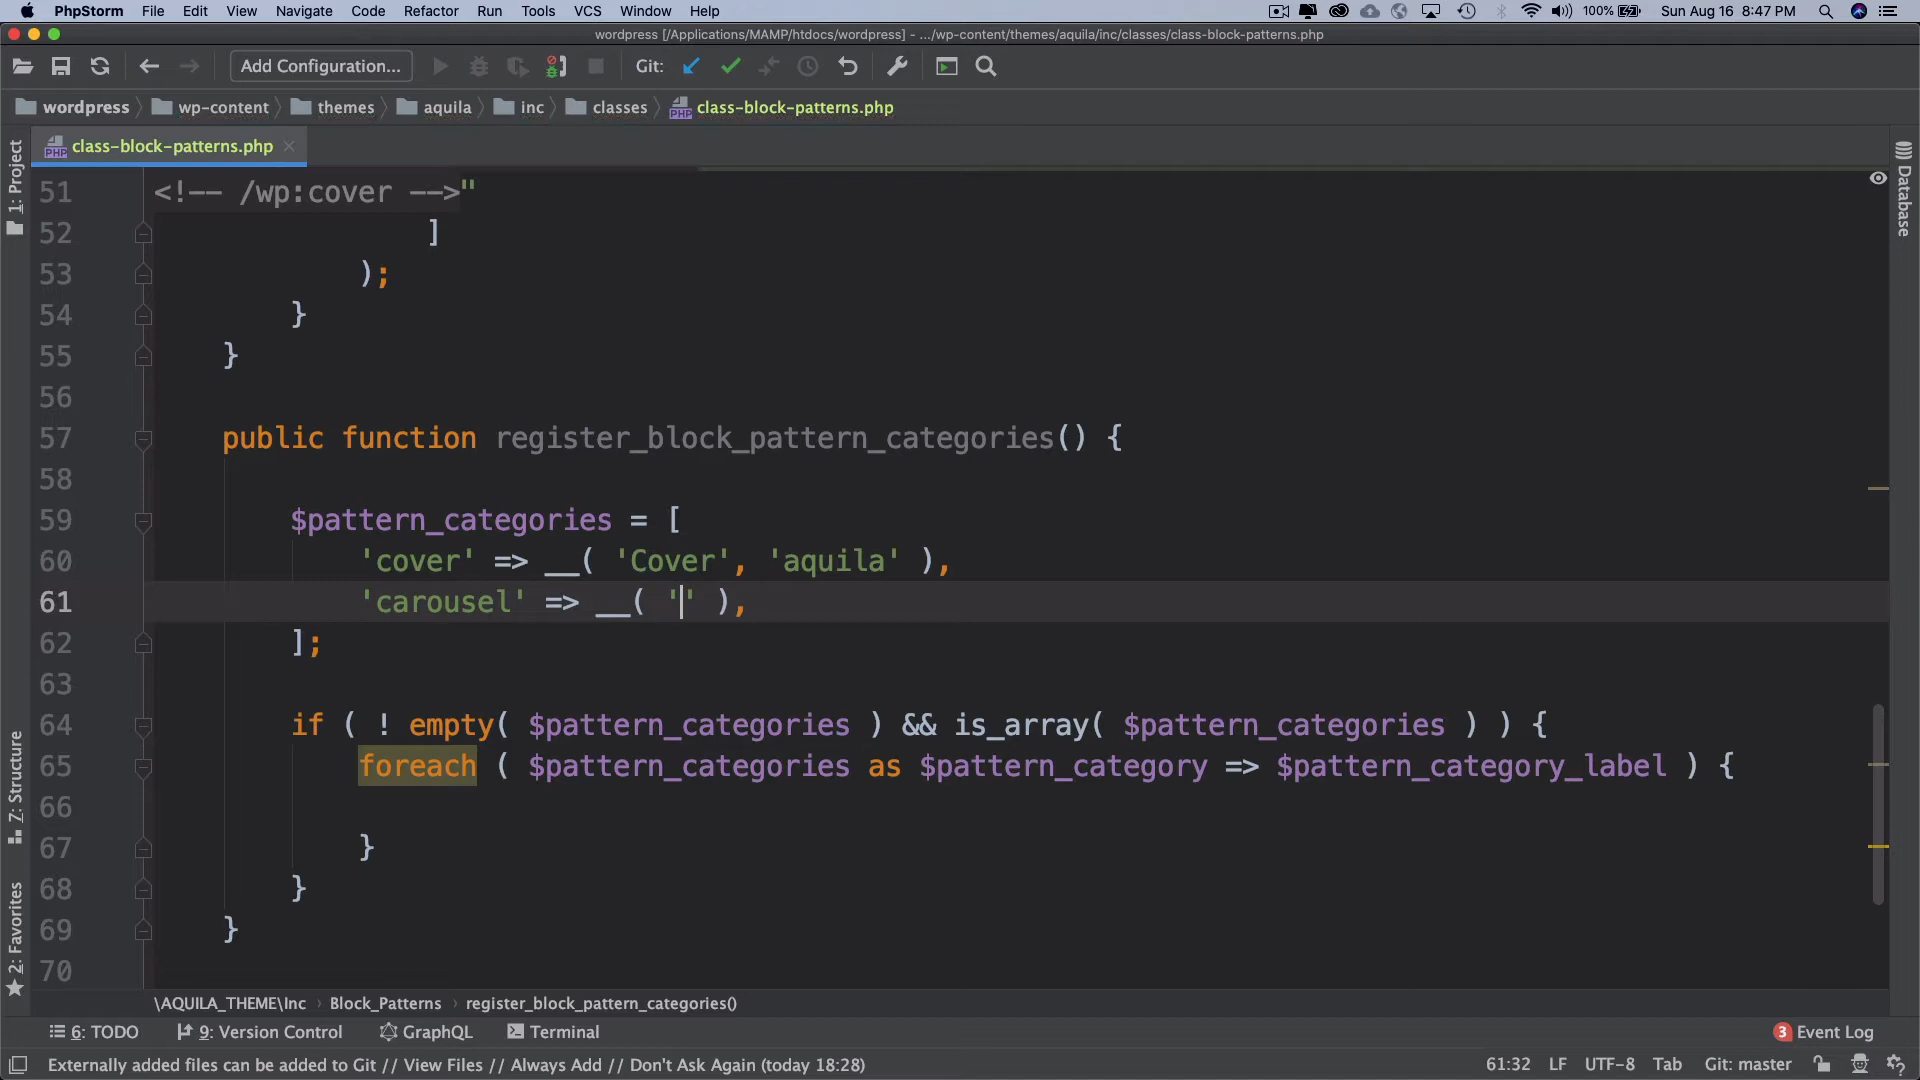 PhpStorm File Edit View Navigate Code Refactor Run Tools VCS Window Help 100% Sun Aug 16 8:47 PM
wordpress [/Applications/MAMP/htdocs/wordpress] - .../wp-content/themes/aquila/inc/classes/class-block-patterns.php
Add Configuration... Git:
wordpress wp-content themes aquila inc classes class-block-patterns.php
class-block-patterns.php
1: Project
Database
7: Structure
2: Favorites
51 <!-- /wp:cover -->"
52 ]
53 );
54 }
55 }
56
57 public function register_block_pattern_categories() {
58
59 $pattern_categories = [
60 'cover' => __( 'Cover', 'aquila' ),
61 'carousel' => __( '' ),
62 ];
63
64 if ( ! empty( $pattern_categories ) && is_array( $pattern_categories ) ) {
65 foreach ( $pattern_categories as $pattern_category => $pattern_category_label ) {
66
67 }
68 }
69 }
70
\AQUILA_THEME\Inc › Block_Patterns › register_block_pattern_categories()
6: TODO 9: Version Control GraphQL Terminal 3 Event Log
Externally added files can be added to Git // View Files // Always Add // Don't Ask Again (today 18:28) 61:32 LF UTF-8 Tab Git: master